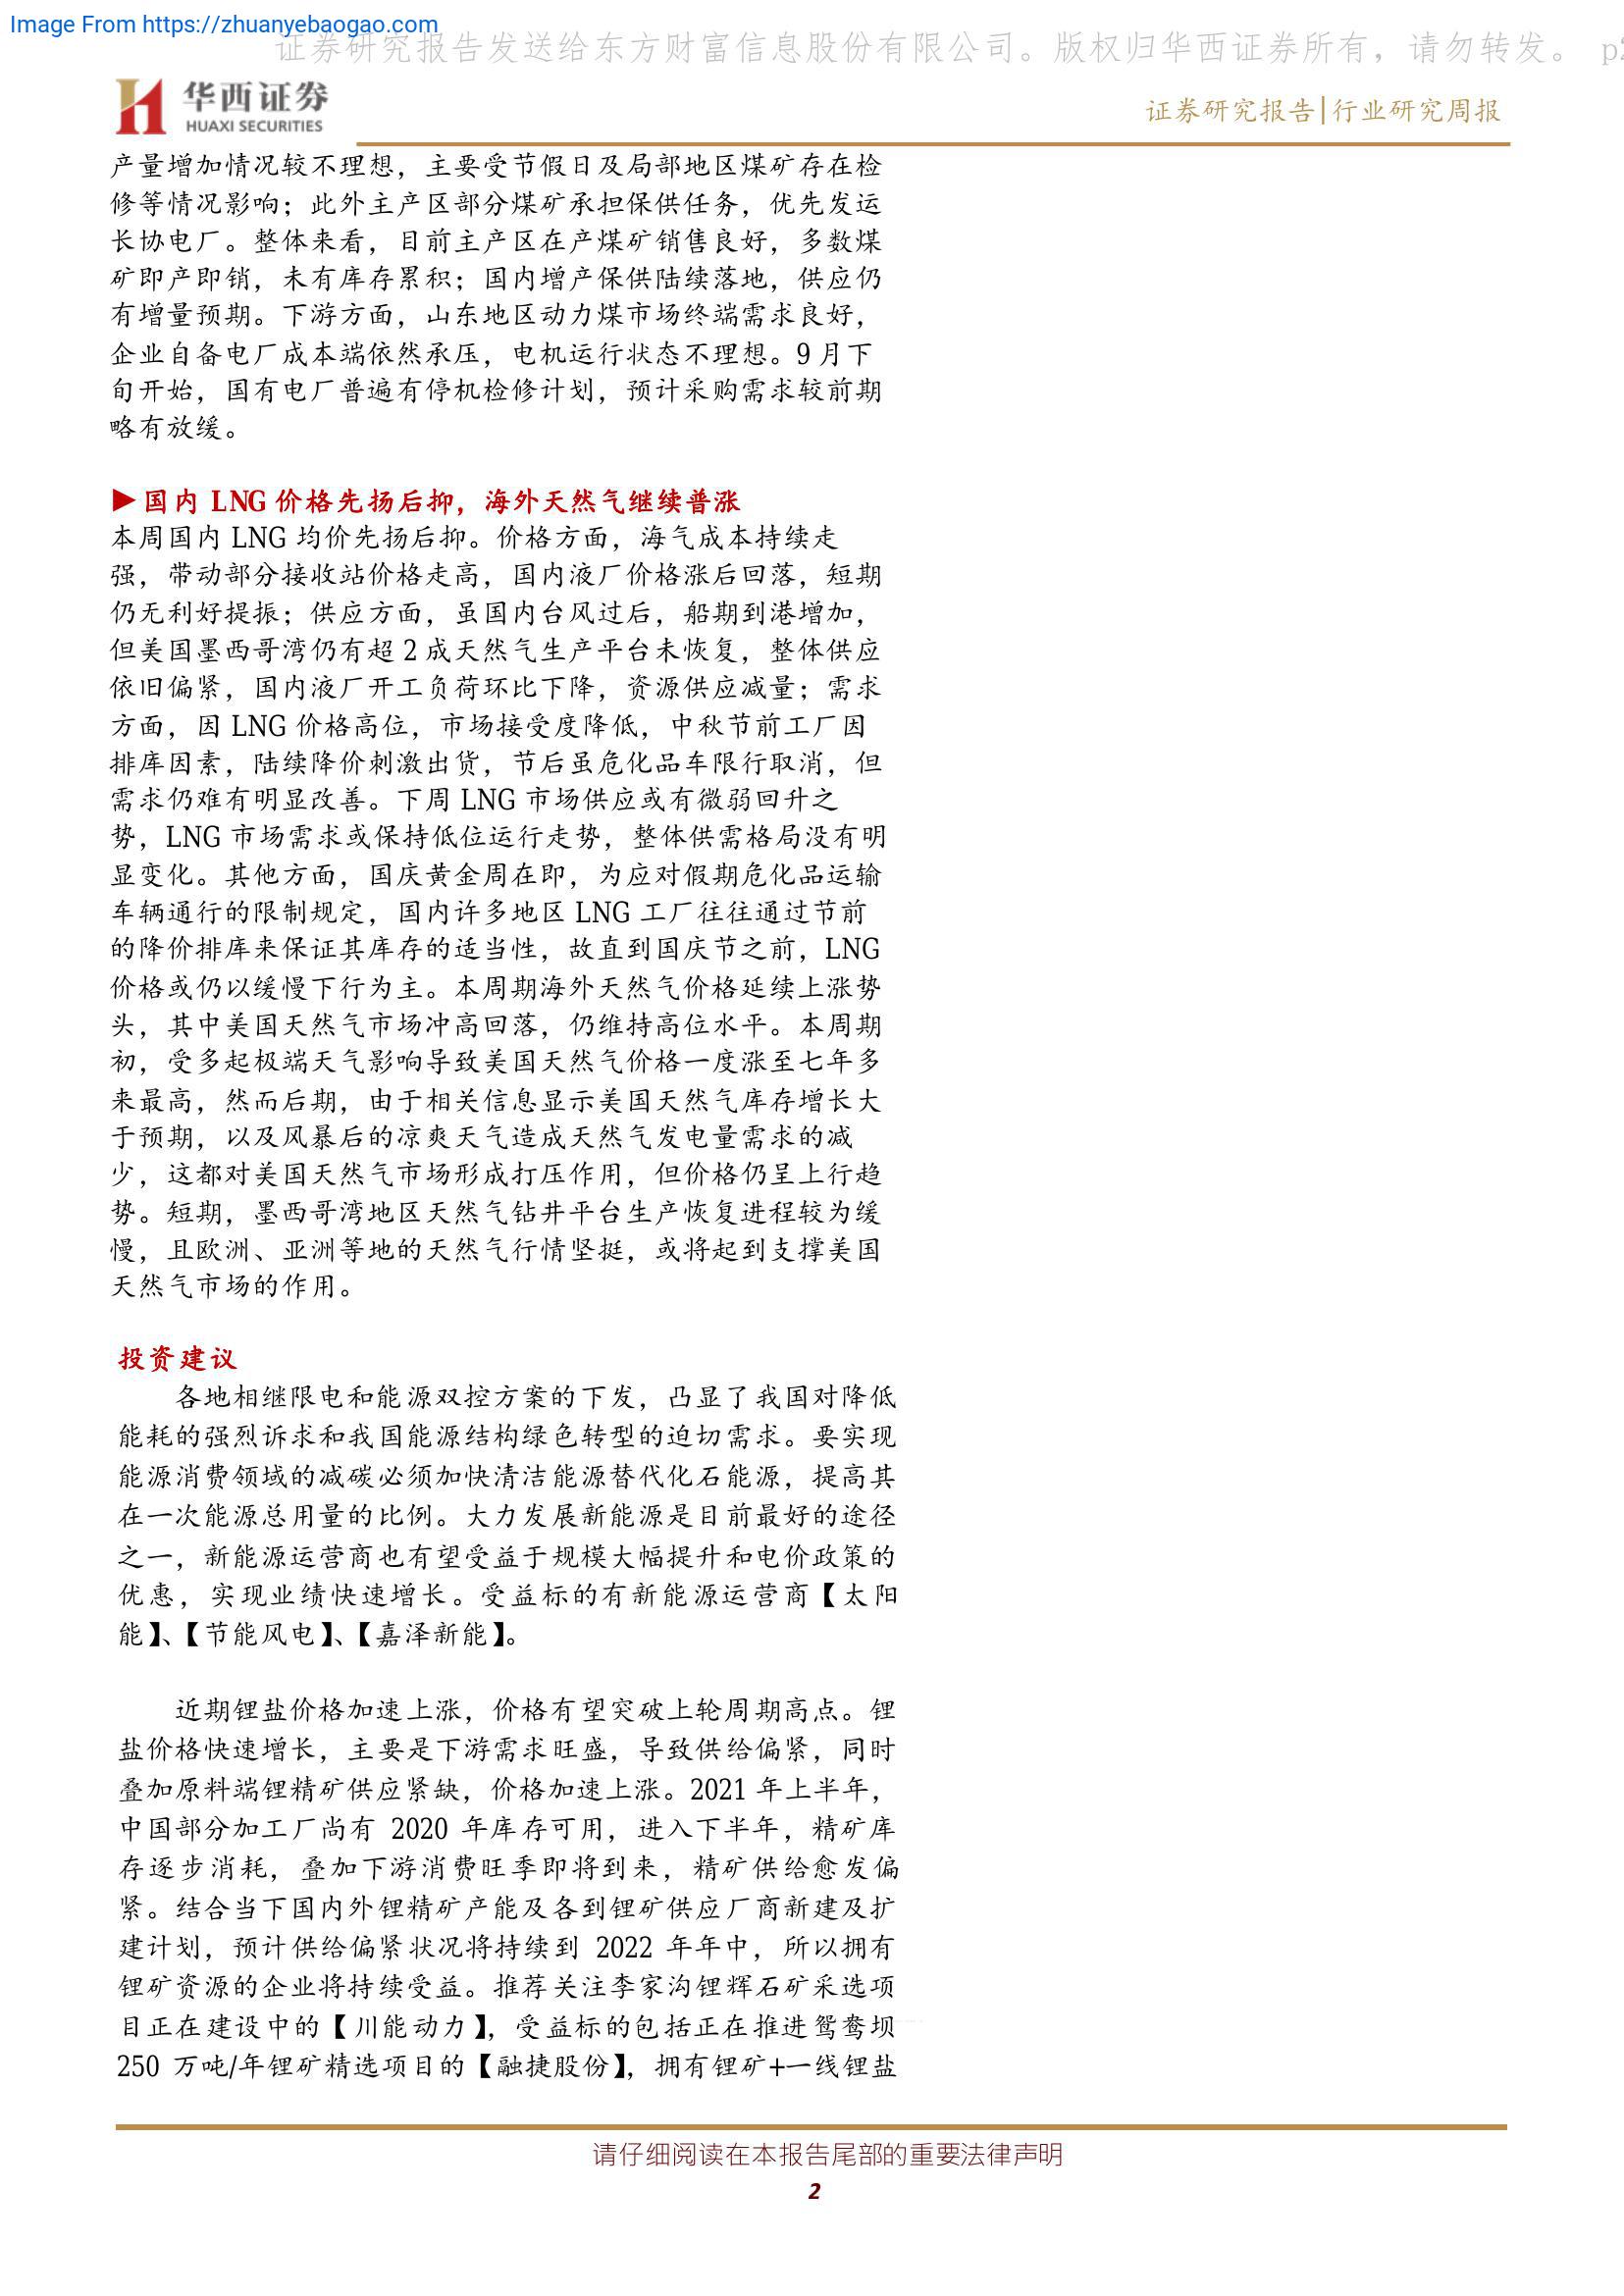 Image From https://zhuanyebaogao.com
证券研究报告发送给东方财富信息股份有限公司。版权归华西证券所有，请勿转发。 p2
华西证券
HUAXI SECURITIES
证券研究报告|行业研究周报
产量增加情况较不理想，主要受节假日及局部地区煤矿存在检
修等情况影响；此外主产区部分煤矿承担保供任务，优先发运
长协电厂。整体来看，目前主产区在产煤矿销售良好，多数煤
矿即产即销，未有库存累积；国内增产保供陆续落地，供应仍
有增量预期。下游方面，山东地区动力煤市场终端需求良好，
企业自备电厂成本端依然承压，电机运行状态不理想。9 月下
旬开始，国有电厂普遍有停机检修计划，预计采购需求较前期
略有放缓。
▶国内 LNG 价格先扬后抑，海外天然气继续普涨
本周国内 LNG 均价先扬后抑。价格方面，海气成本持续走
强，带动部分接收站价格走高，国内液厂价格涨后回落，短期
仍无利好提振；供应方面，虽国内台风过后，船期到港增加，
但美国墨西哥湾仍有超 2 成天然气生产平台未恢复，整体供应
依旧偏紧，国内液厂开工负荷环比下降，资源供应减量；需求
方面，因 LNG 价格高位，市场接受度降低，中秋节前工厂因
排库因素，陆续降价刺激出货，节后虽危化品车限行取消，但
需求仍难有明显改善。下周 LNG 市场供应或有微弱回升之
势，LNG 市场需求或保持低位运行走势，整体供需格局没有明
显变化。其他方面，国庆黄金周在即，为应对假期危化品运输
车辆通行的限制规定，国内许多地区 LNG 工厂往往通过节前
的降价排库来保证其库存的适当性，故直到国庆节之前，LNG
价格或仍以缓慢下行为主。本周期海外天然气价格延续上涨势
头，其中美国天然气市场冲高回落，仍维持高位水平。本周期
初，受多起极端天气影响导致美国天然气价格一度涨至七年多
来最高，然而后期，由于相关信息显示美国天然气库存增长大
于预期，以及风暴后的凉爽天气造成天然气发电量需求的减
少，这都对美国天然气市场形成打压作用，但价格仍呈上行趋
势。短期，墨西哥湾地区天然气钻井平台生产恢复进程较为缓
慢，且欧洲、亚洲等地的天然气行情坚挺，或将起到支撑美国
天然气市场的作用。
投资建议
各地相继限电和能源双控方案的下发，凸显了我国对降低
能耗的强烈诉求和我国能源结构绿色转型的迫切需求。要实现
能源消费领域的减碳必须加快清洁能源替代化石能源，提高其
在一次能源总用量的比例。大力发展新能源是目前最好的途径
之一，新能源运营商也有望受益于规模大幅提升和电价政策的
优惠，实现业绩快速增长。受益标的有新能源运营商【太阳
能】、【节能风电】、【嘉泽新能】。
近期锂盐价格加速上涨，价格有望突破上轮周期高点。锂
盐价格快速增长，主要是下游需求旺盛，导致供给偏紧，同时
叠加原料端锂精矿供应紧缺，价格加速上涨。2021 年上半年，
中国部分加工厂尚有 2020 年库存可用，进入下半年，精矿库
存逐步消耗，叠加下游消费旺季即将到来，精矿供给愈发偏
紧。结合当下国内外锂精矿产能及各到锂矿供应厂商新建及扩
建计划，预计供给偏紧状况将持续到 2022 年年中，所以拥有
锂矿资源的企业将持续受益。推荐关注李家沟锂辉石矿采选项
目正在建设中的【川能动力】，受益标的包括正在推进鸳鸯坝
250 万吨/年锂矿精选项目的【融捷股份】，拥有锂矿+一线锂盐
请仔细阅读在本报告尾部的重要法律声明
2